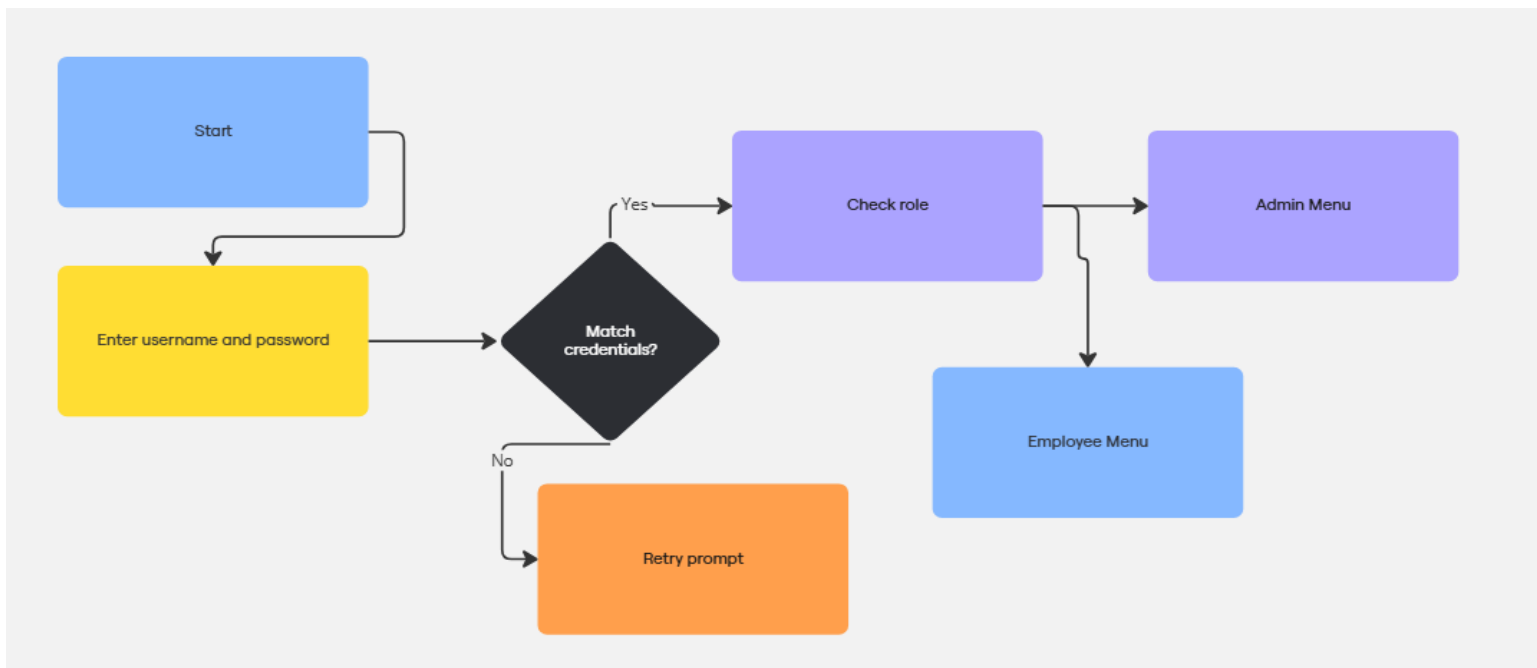 Start
Enter username and password
Match
credentials?
Yes
Check role
Admin Menu
Employee Menu
No
Retry prompt